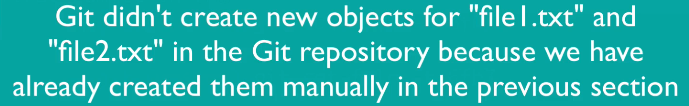 Git didn't create new objects for "file1.txt" and
"file2.txt" in the Git repository because we have
already created them manually in the previous section